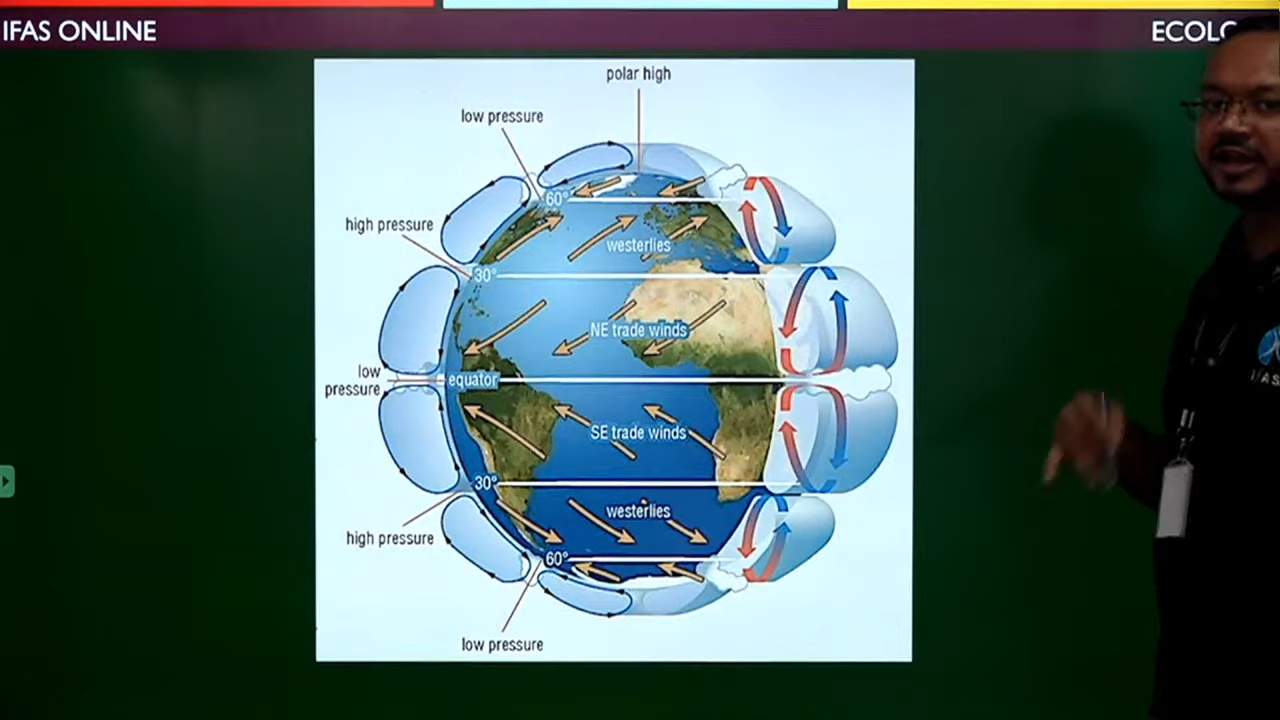 IFAS ONLINE
ECOLO
polar high
low pressure
60°
high pressure
westerlies
30°
NE trade winds
low
pressure
equator
SE trade winds
30°
westerlies
high pressure
60°
low pressure
IFAS